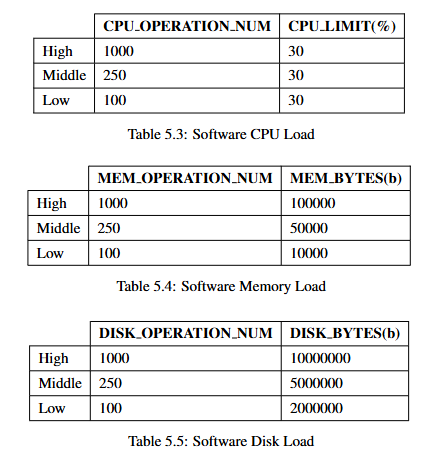 CPU_OPERATION_NUM CPU_LIMIT(%)
High 1000 30
Middle 250 30
Low 100 30
Table 5.3: Software CPU Load
MEM_OPERATION_NUM MEM_BYTES(b)
High 1000 100000
Middle 250 50000
Low 100 10000
Table 5.4: Software Memory Load
DISK_OPERATION_NUM DISK_BYTES(b)
High 1000 10000000
Middle 250 5000000
Low 100 2000000
Table 5.5: Software Disk Load